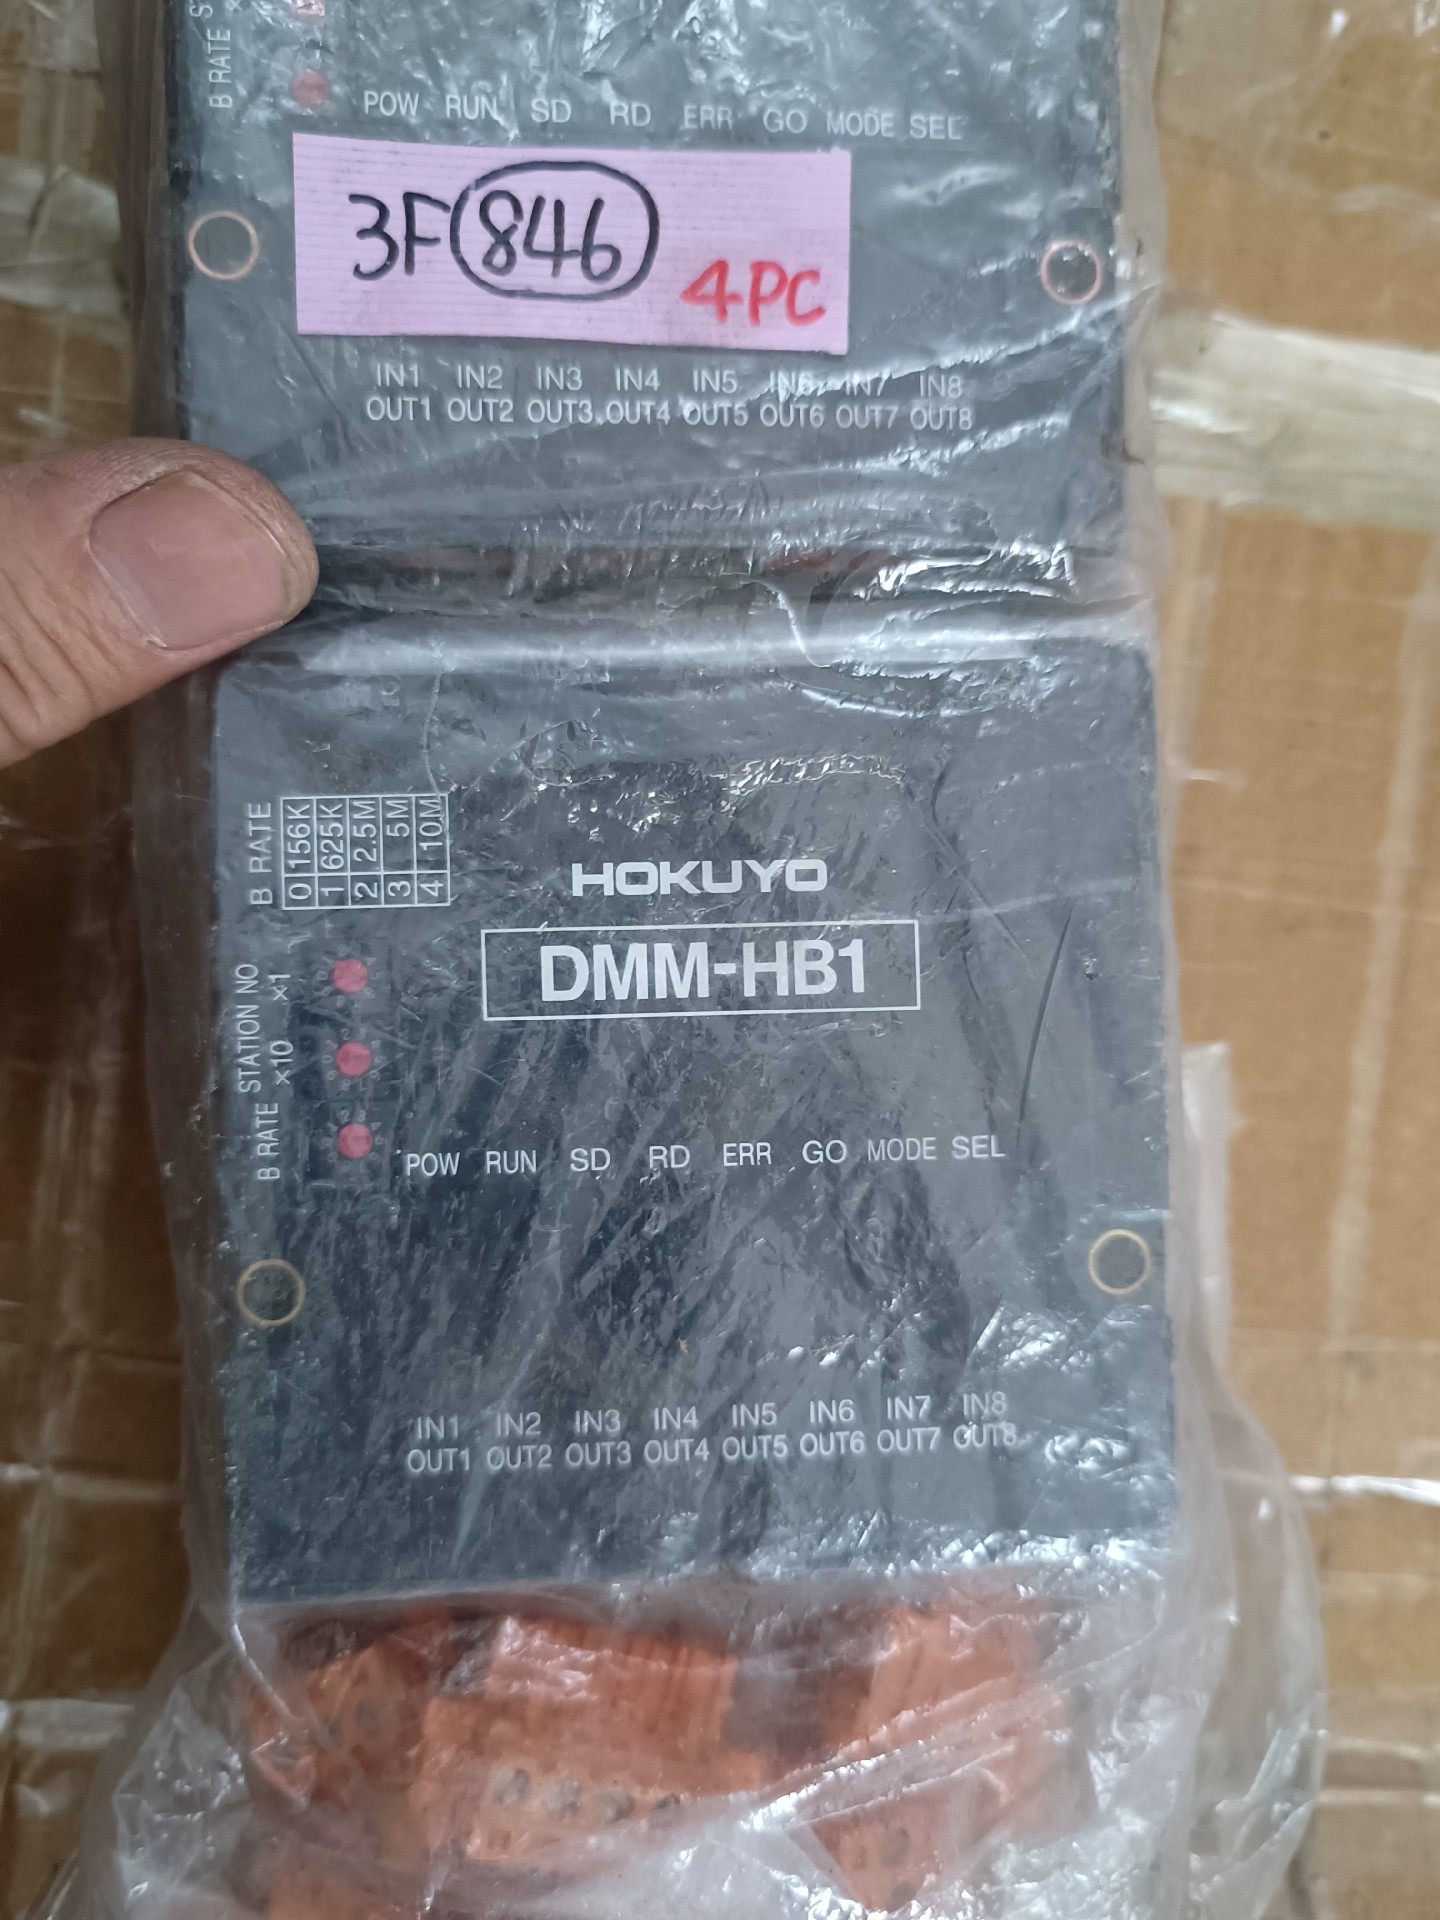 B RATE
POW RUN SD RD ERR GO MODE SEL
3F 846 4PC
IN1 IN2 IN3 IN4 IN5 IN6 IN7 IN8
OUT1 OUT2 OUT3 OUT4 OUT5 OUT6 OUT7 OUT8
B RATE
0 156K
1 625K
2 2.5M
3 5M
4 10M
HOKUYO
DMM-HB1
STATION NO
×10 ×1
B RATE
POW RUN SD RD ERR GO MODE SEL
IN1 IN2 IN3 IN4 IN5 IN6 IN7 IN8
OUT1 OUT2 OUT3 OUT4 OUT5 OUT6 OUT7 OUT8